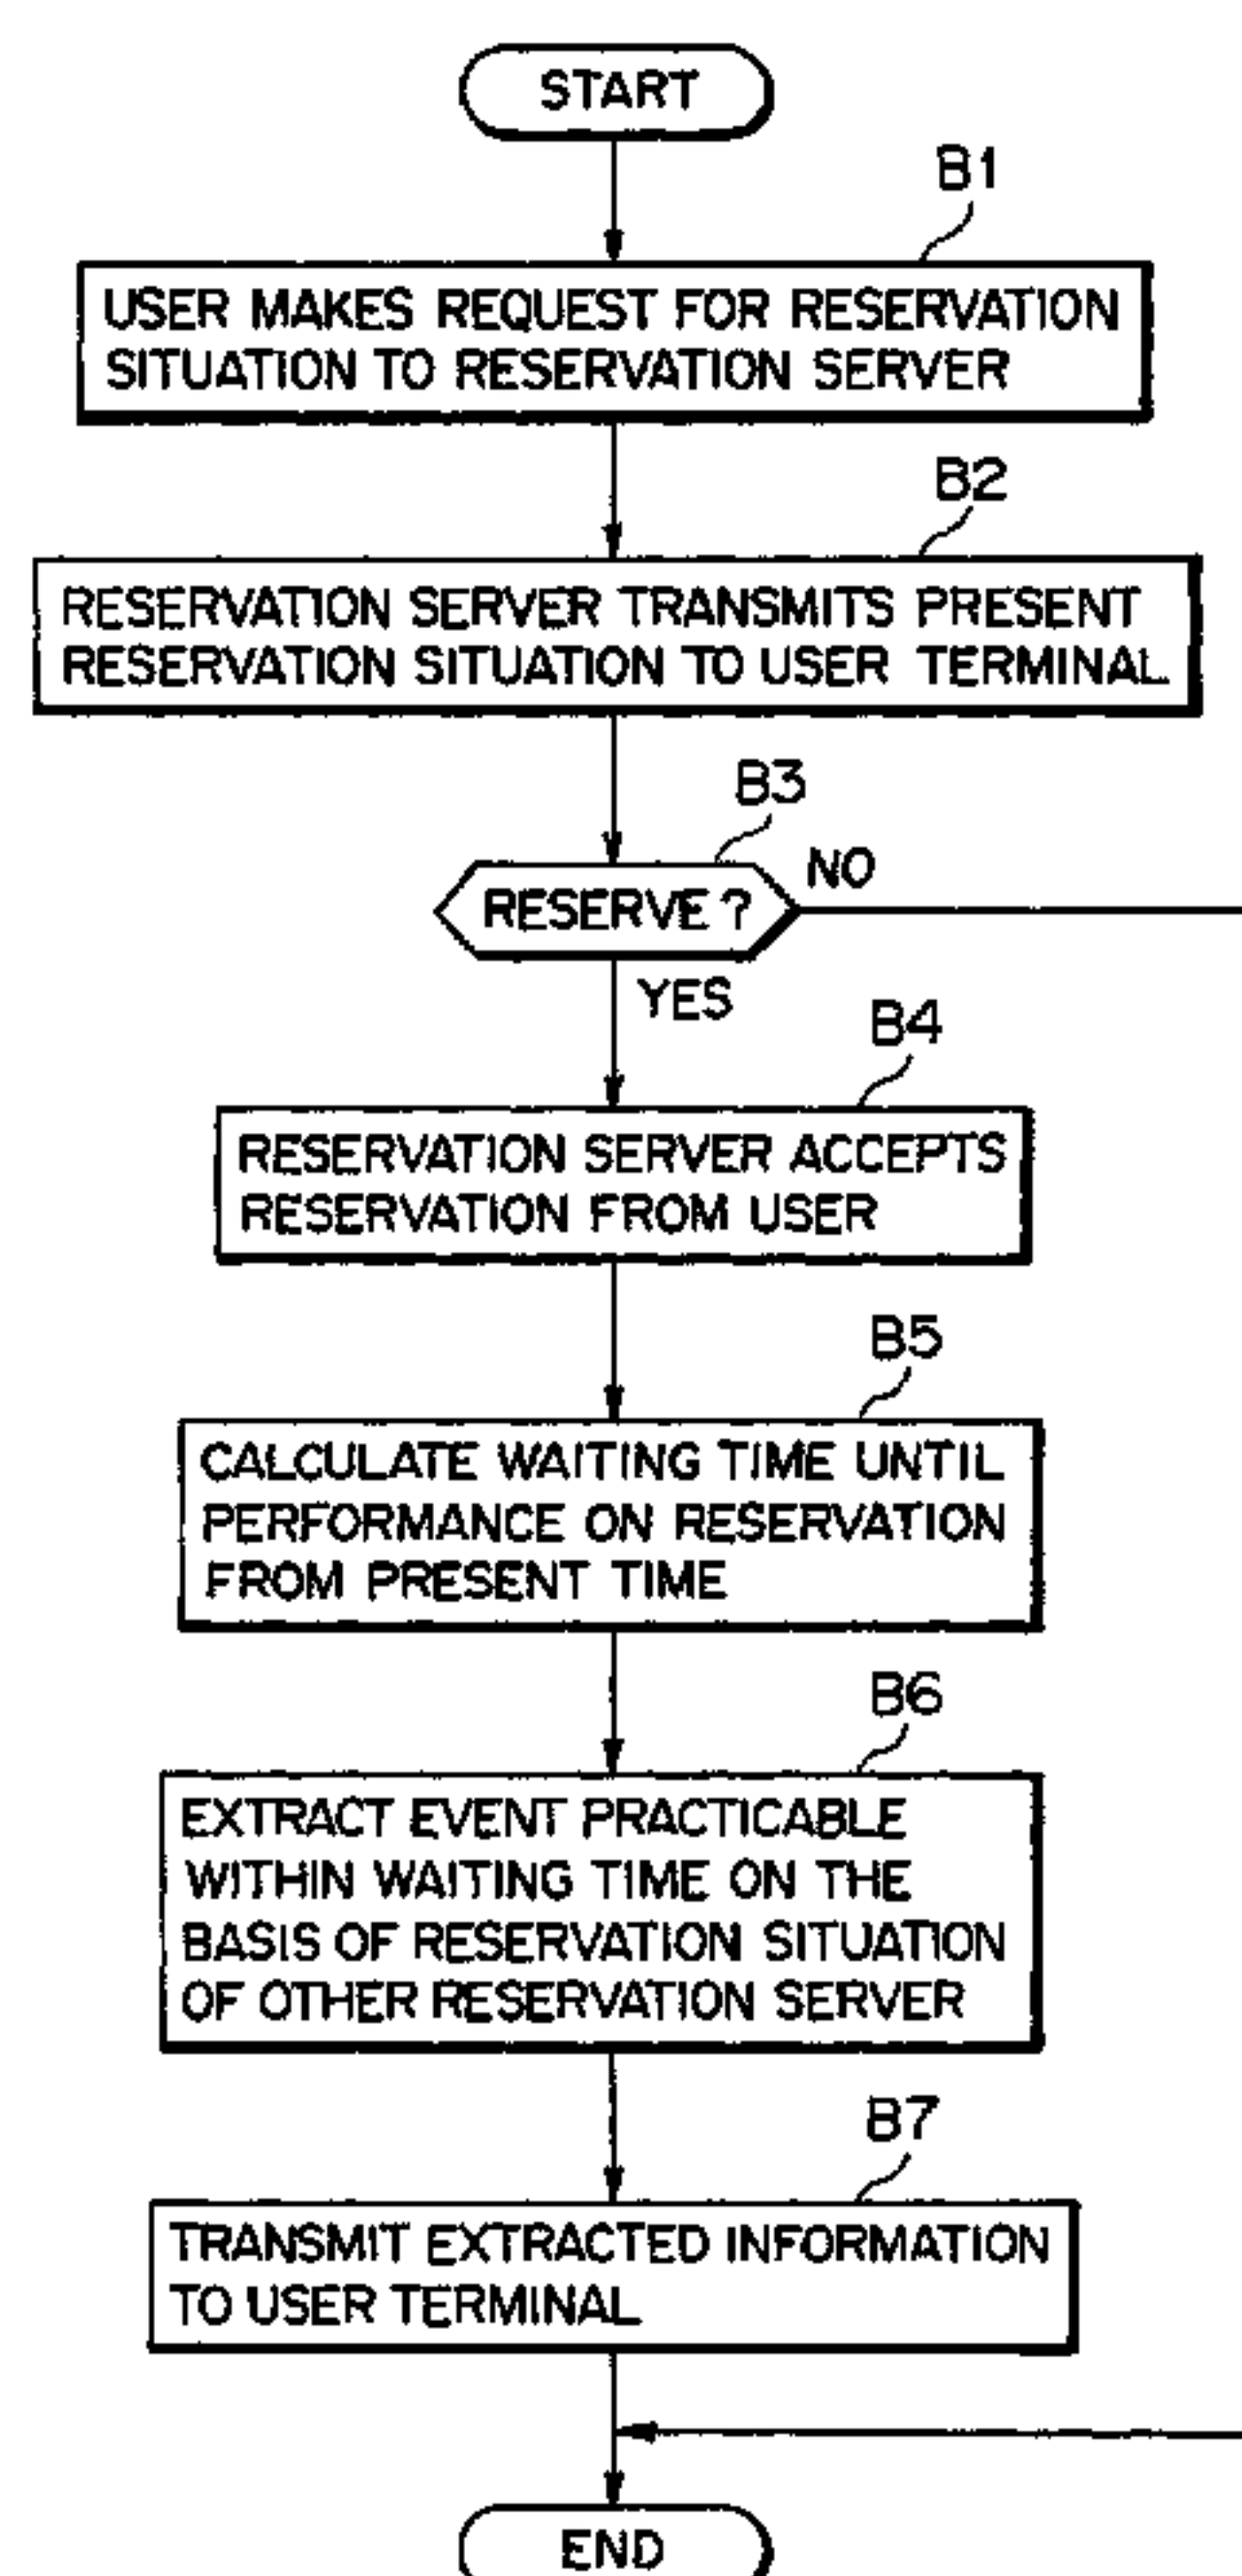 START
B1
USER MAKES REQUEST FOR RESERVATION
SITUATION TO RESERVATION SERVER
B2
RESERVATION SERVER TRANSMITS PRESENT
RESERVATION SITUATION TO USER TERMINAL
B3
RESERVE?
NO
YES
B4
RESERVATION SERVER ACCEPTS
RESERVATION FROM USER
B5
CALCULATE WAITING TIME UNTIL
PERFORMANCE ON RESERVATION
FROM PRESENT TIME
B6
EXTRACT EVENT PRACTICABLE
WITHIN WAITING TIME ON THE
BASIS OF RESERVATION SITUATION
OF OTHER RESERVATION SERVER
B7
TRANSMIT EXTRACTED INFORMATION
TO USER TERMINAL
END